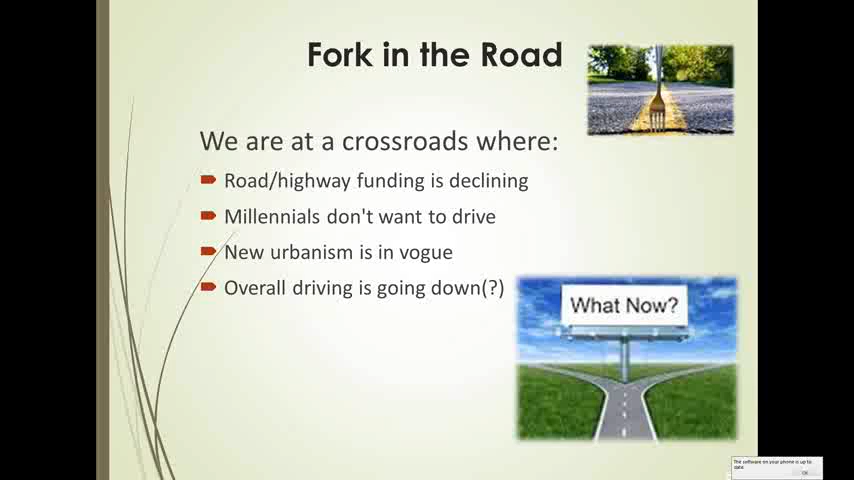 Fork in the Road
We are at a crossroads where:
Road/highway funding is declining
Millennials don't want to drive
New urbanism is in vogue
Overall driving is going down(?)
What Now?
The software on your phone is up to
date.
OK